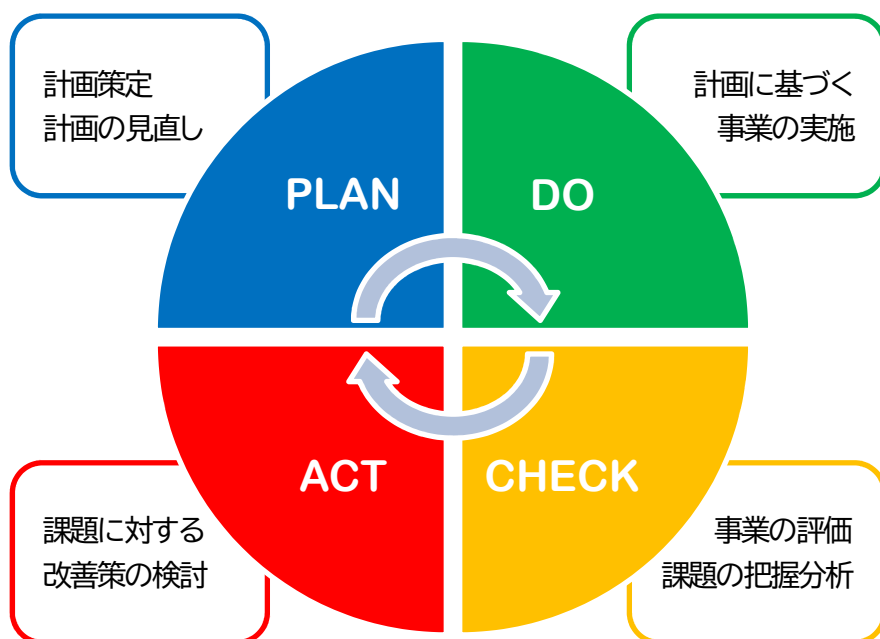 計画策定
計画の見直し
PLAN
計画に基づく
事業の実施
DO
課題に対する
改善策の検討
ACT
事業の評価
課題の把握分析
CHECK